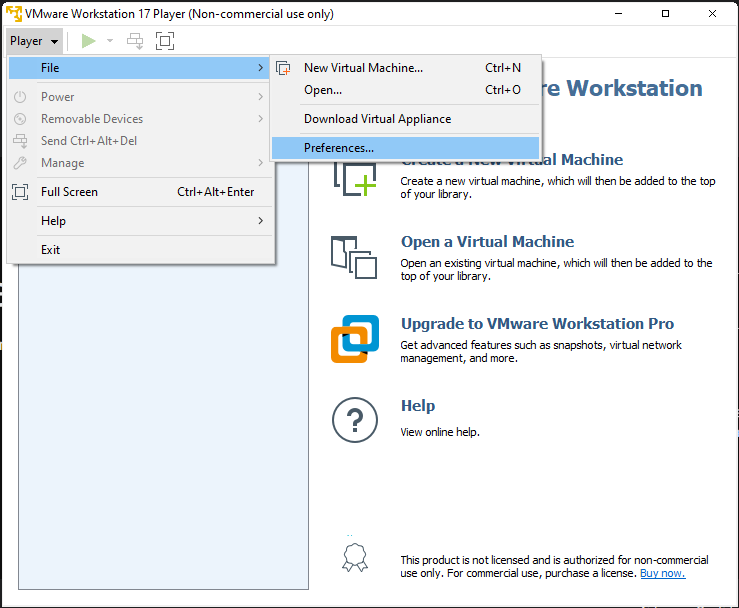 VMware Workstation 17 Player (Non-commercial use only)
Player
File
Power
Removable Devices
Send Ctrl+Alt+Del
Manage
Full Screen Ctrl+Alt+Enter
Help
Exit
New Virtual Machine... Ctrl+N
Open... Ctrl+O
Download Virtual Appliance
Preferences...
Workstation
Create a New Virtual Machine
Create a new virtual machine, which will then be added to the top
of your library.
Open a Virtual Machine
Open an existing virtual machine, which will then be added to the
top of your library.
Upgrade to VMware Workstation Pro
Get advanced features such as snapshots, virtual network
management, and more.
Help
View online help.
This product is not licensed and is authorized for non-commercial
use only. For commercial use, purchase a license. Buy now.